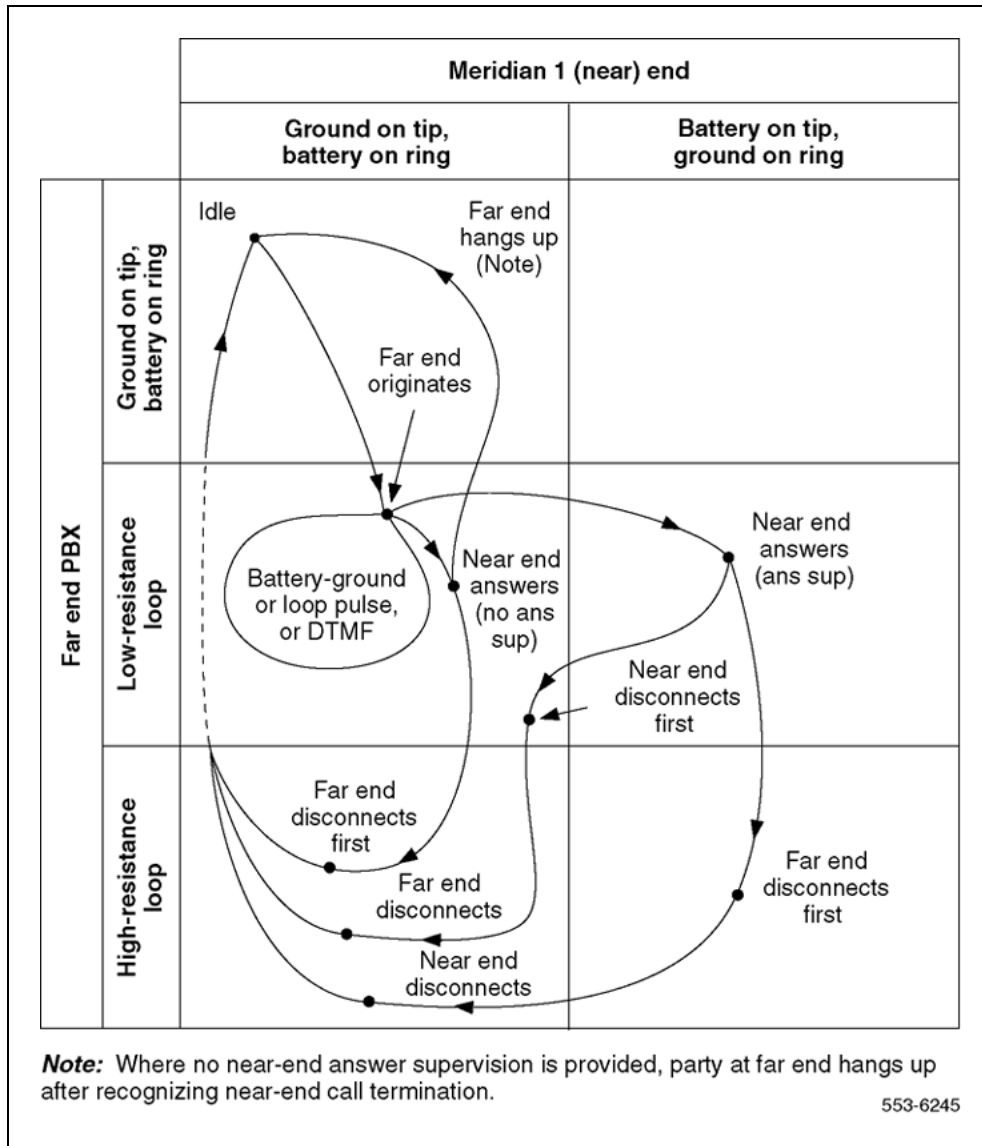 Meridian 1 (near) end
Ground on tip,
battery on ring
Battery on tip,
ground on ring
Far end PBX
Ground on tip,
battery on ring
Idle
Far end
hangs up
(Note)
Far end
originates
Low-resistance
loop
Battery-ground
or loop pulse,
or DTMF
Near end
answers
(no ans
sup)
Near end
answers
(ans sup)
Near end
disconnects
first
High-resistance
loop
Far end
disconnects
first
Far end
disconnects
Near end
disconnects
Far end
disconnects
first
Note: Where no near-end answer supervision is provided, party at far end hangs up
after recognizing near-end call termination.
553-6245